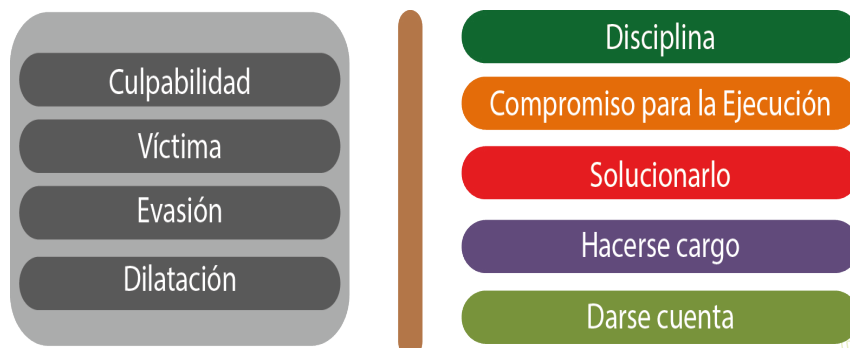 Culpabilidad
Víctima
Evasión
Dilatación
Disciplina
Compromiso para la Ejecución
Solucionarlo
Hacerse cargo
Darse cuenta